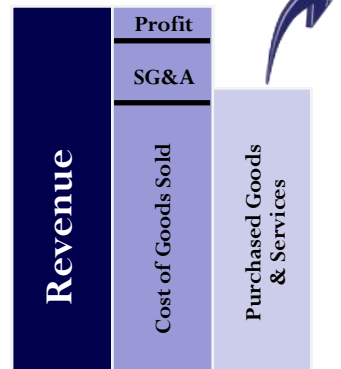 Revenue
Profit
SG&A
Cost of Goods Sold
Purchased Goods
& Services